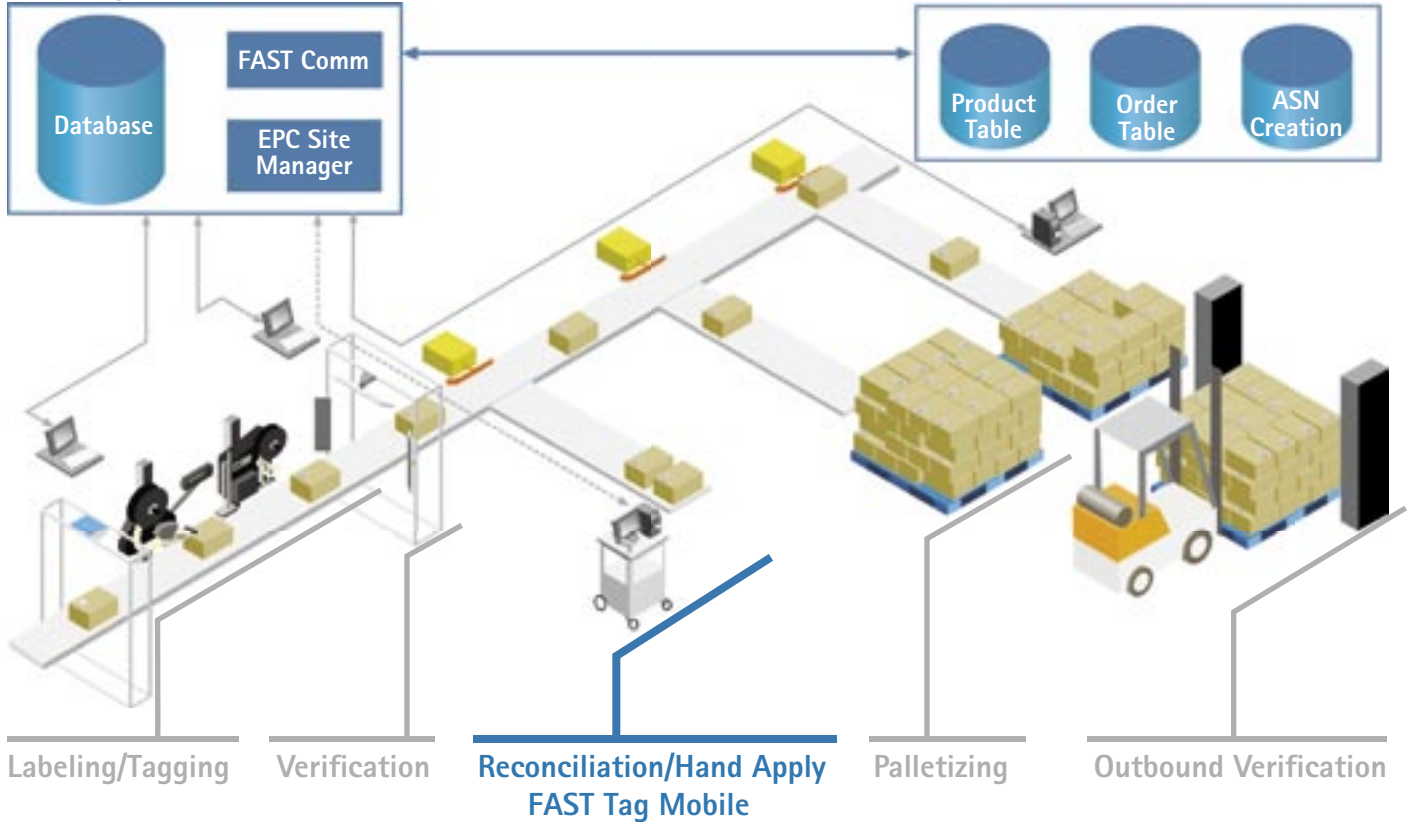 FAST Comm
Database
EPC Site
Manager
Product
Table
Order
Table
ASN
Creation
Labeling/Tagging
Verification
Reconciliation/Hand Apply
FAST Tag Mobile
Palletizing
Outbound Verification